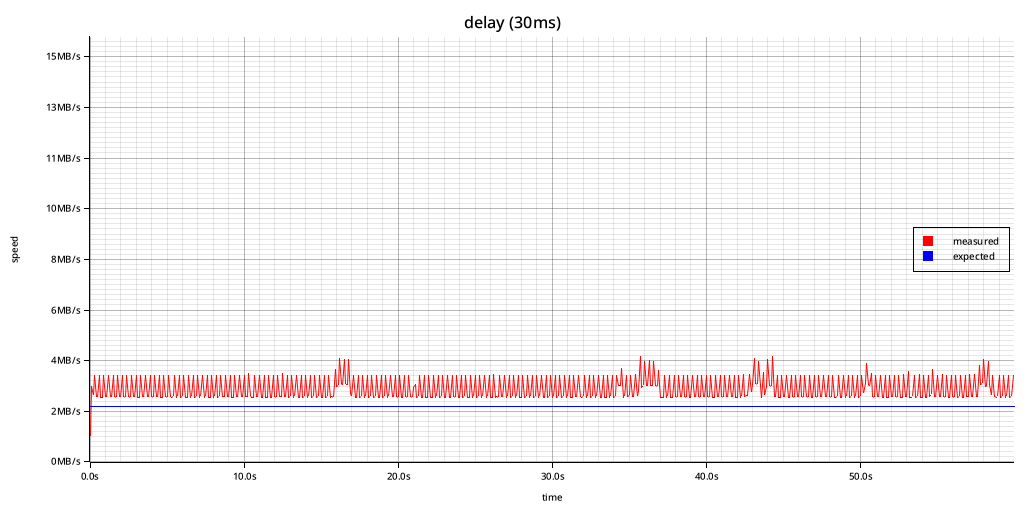 delay (30ms)
15MB/s
13MB/s
11MB/s
10MB/s
8MB/s
6MB/s
4MB/s
2MB/s
0MB/s
speed
measured
expected
0.0s
10.0s
20.0s
30.0s
40.0s
50.0s
time